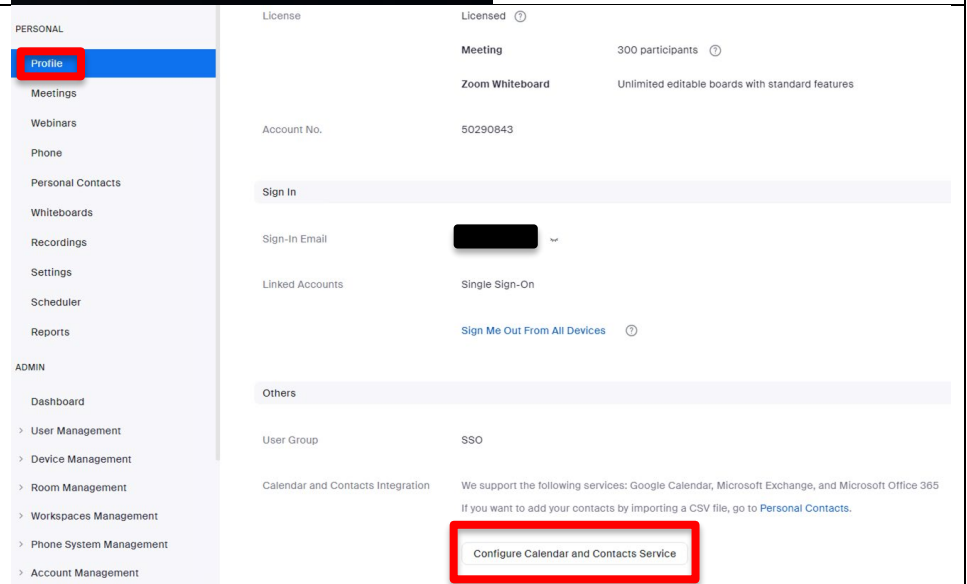 PERSONAL
Profile
Meetings
Webinars
Phone
Personal Contacts
Whiteboards
Recordings
Settings
Scheduler
Reports
ADMIN
Dashboard
User Management
Device Management
Room Management
Workspaces Management
Phone System Management
Account Management
License Licensed
Meeting 300 participants
Zoom Whiteboard Unlimited editable boards with standard features
Account No. 50290843
Sign In
Sign-In Email
Linked Accounts Single Sign-On
Sign Me Out From All Devices
Others
User Group SSO
Calendar and Contacts Integration We support the following services: Google Calendar, Microsoft Exchange, and Microsoft Office 365
If you want to add your contacts by importing a CSV file, go to Personal Contacts.
Configure Calendar and Contacts Service